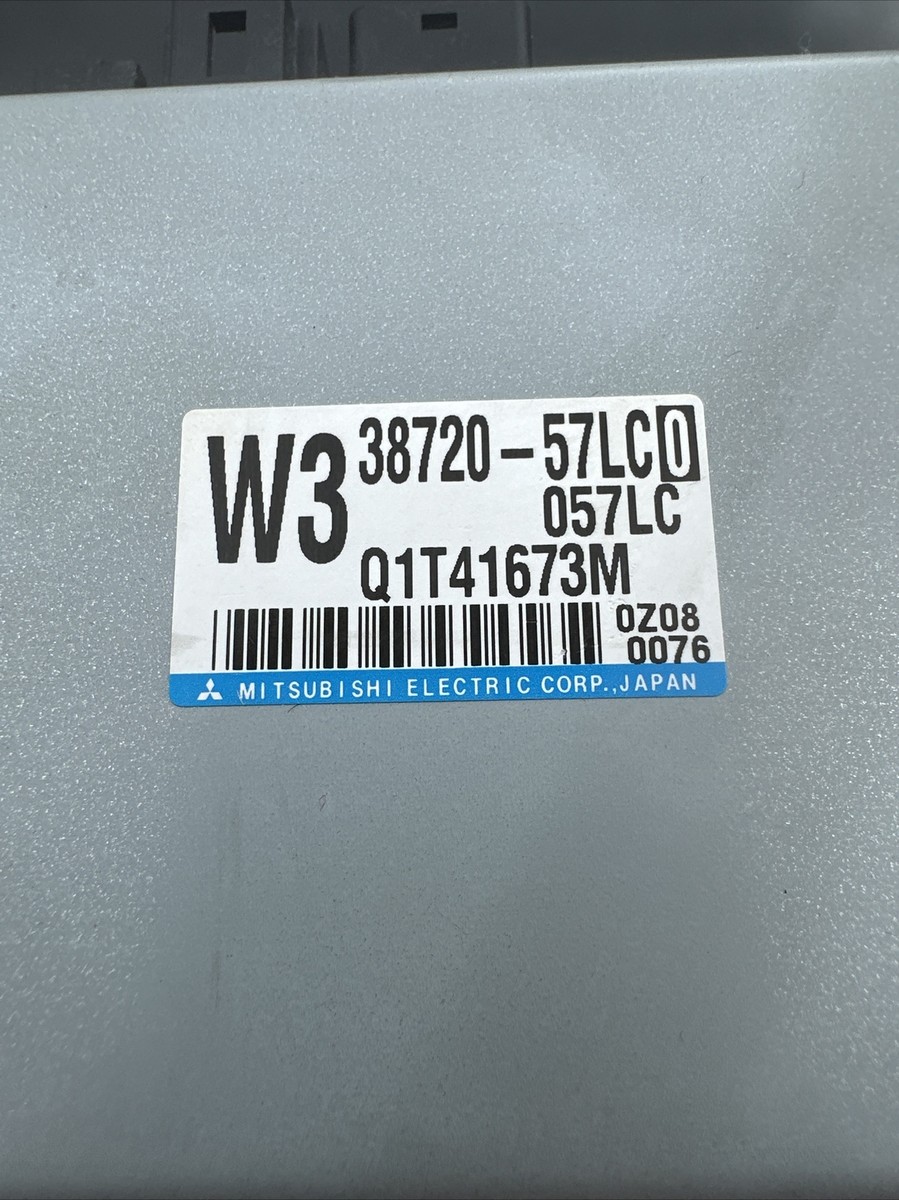 W3 38720-57LC0
057LC
Q1T41673M
0Z08
0076
MITSUBISHI ELECTRIC CORP.,JAPAN